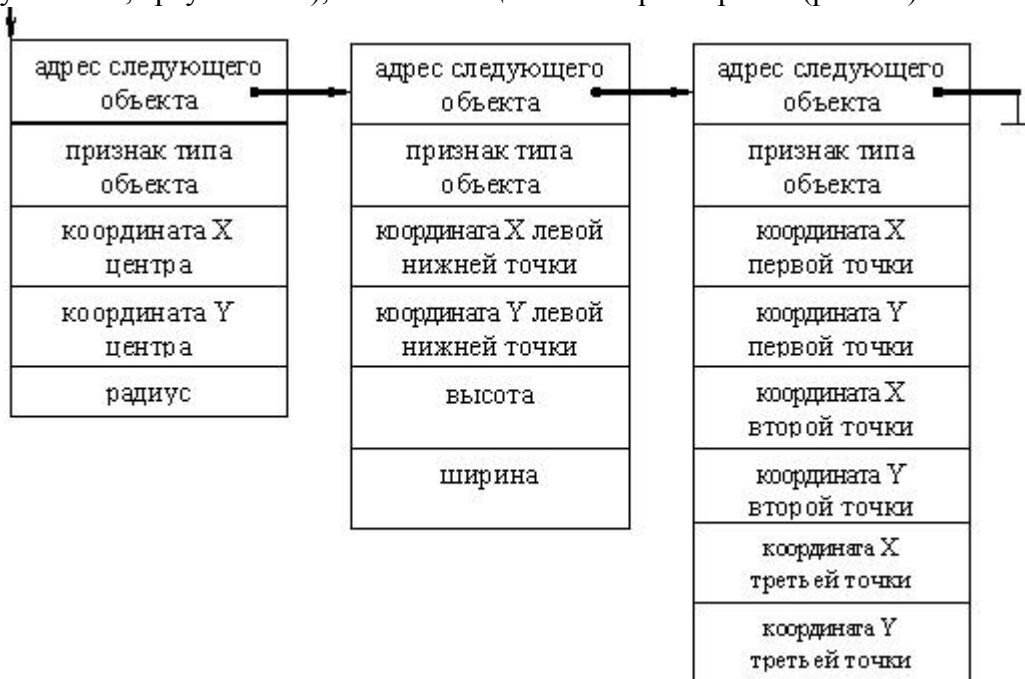 адрес следующего
объекта
признак типа
объекта
координата X
центра
координата Y
центра
радиус
адрес следующего
объекта
признак типа
объекта
координата X левой
нижней точки
координата Y левой
нижней точки
высота
ширина
адрес следующего
объекта
признак типа
объекта
координата X
первой точки
координата Y
первой точки
координата X
второй точки
координата Y
второй точки
координата X
третьей точки
координата Y
третьей точки